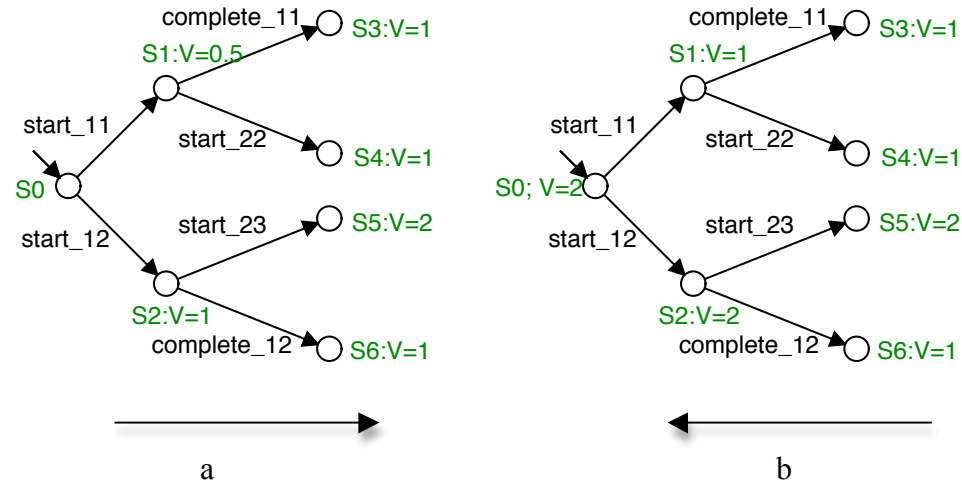 complete_11
S3:V=1
S1:V=0.5
start_11
start_22
S4:V=1
S0
start_23
S5:V=2
start_12
S2:V=1
complete_12
S6:V=1
a
complete_11
S3:V=1
S1:V=1
start_11
start_22
S4:V=1
S0; V=2
start_23
S5:V=2
start_12
S2:V=2
complete_12
S6:V=1
b